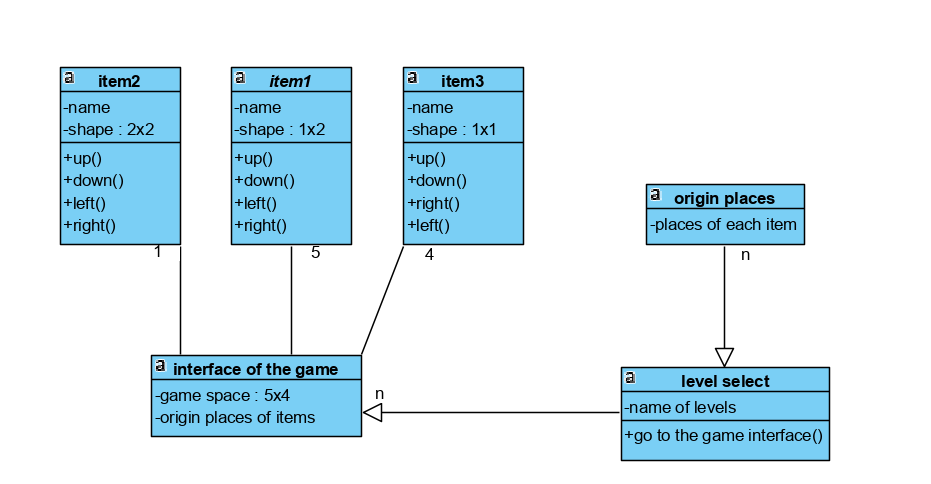 a
item2
-name
-shape : 2x2
+up()
+down()
+left()
+right()
1
a
item1
-name
-shape : 1x2
+up()
+down()
+left()
+right()
5
a
item3
-name
-shape : 1x1
+up()
+down()
+right()
+left()
4
a
origin places
-places of each item
n
a
interface of the game
-game space : 5x4
-origin places of items
n
a
level select
-name of levels
+go to the game interface()